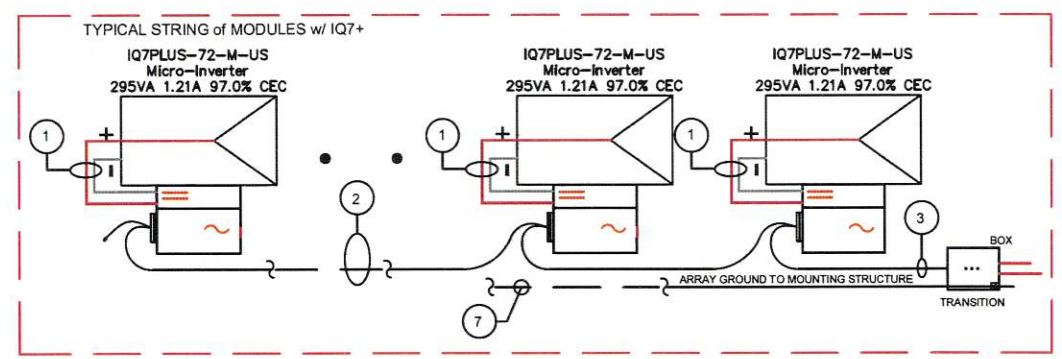 TYPICAL STRING of MODULES w/ IQ7+
IQ7PLUS-72-M-US
Micro-Inverter
295VA 1.21A 97.0% CEC
IQ7PLUS-72-M-US
Micro-Inverter
295VA 1.21A 97.0% CEC
IQ7PLUS-72-M-US
Micro-Inverter
295VA 1.21A 97.0% CEC
1
+
-
1
+
-
1
+
-
2
3
BOX
ARRAY GROUND TO MOUNTING STRUCTURE
TRANSITION
7